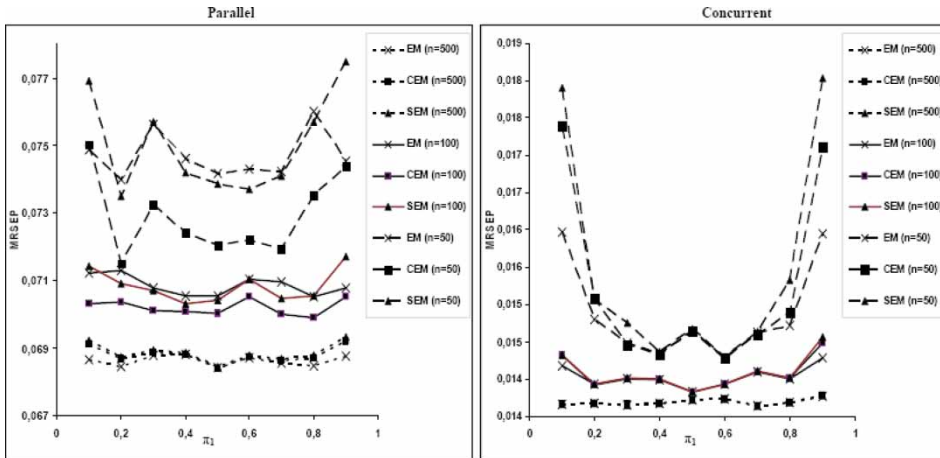 Parallel
MRSEP
0,077
0,075
0,073
0,071
0,069
0,067
0
0,2
0,4
0,6
0,8
1
π1
EM (n=500)
CEM (n=500)
SEM (n=500)
EM (n=100)
CEM (n=100)
SEM (n=100)
EM (n=50)
CEM (n=50)
SEM (n=50)
Concurrent
MRSEP
0,019
0,018
0,018
0,017
0,017
0,016
0,016
0,015
0,015
0,014
0,014
0
0,2
0,4
0,6
0,8
1
π1
EM (n=500)
CEM (n=500)
SEM (n=500)
EM (n=100)
CEM (n=100)
SEM (n=100)
EM (n=50)
CEM (n=50)
SEM (n=50)